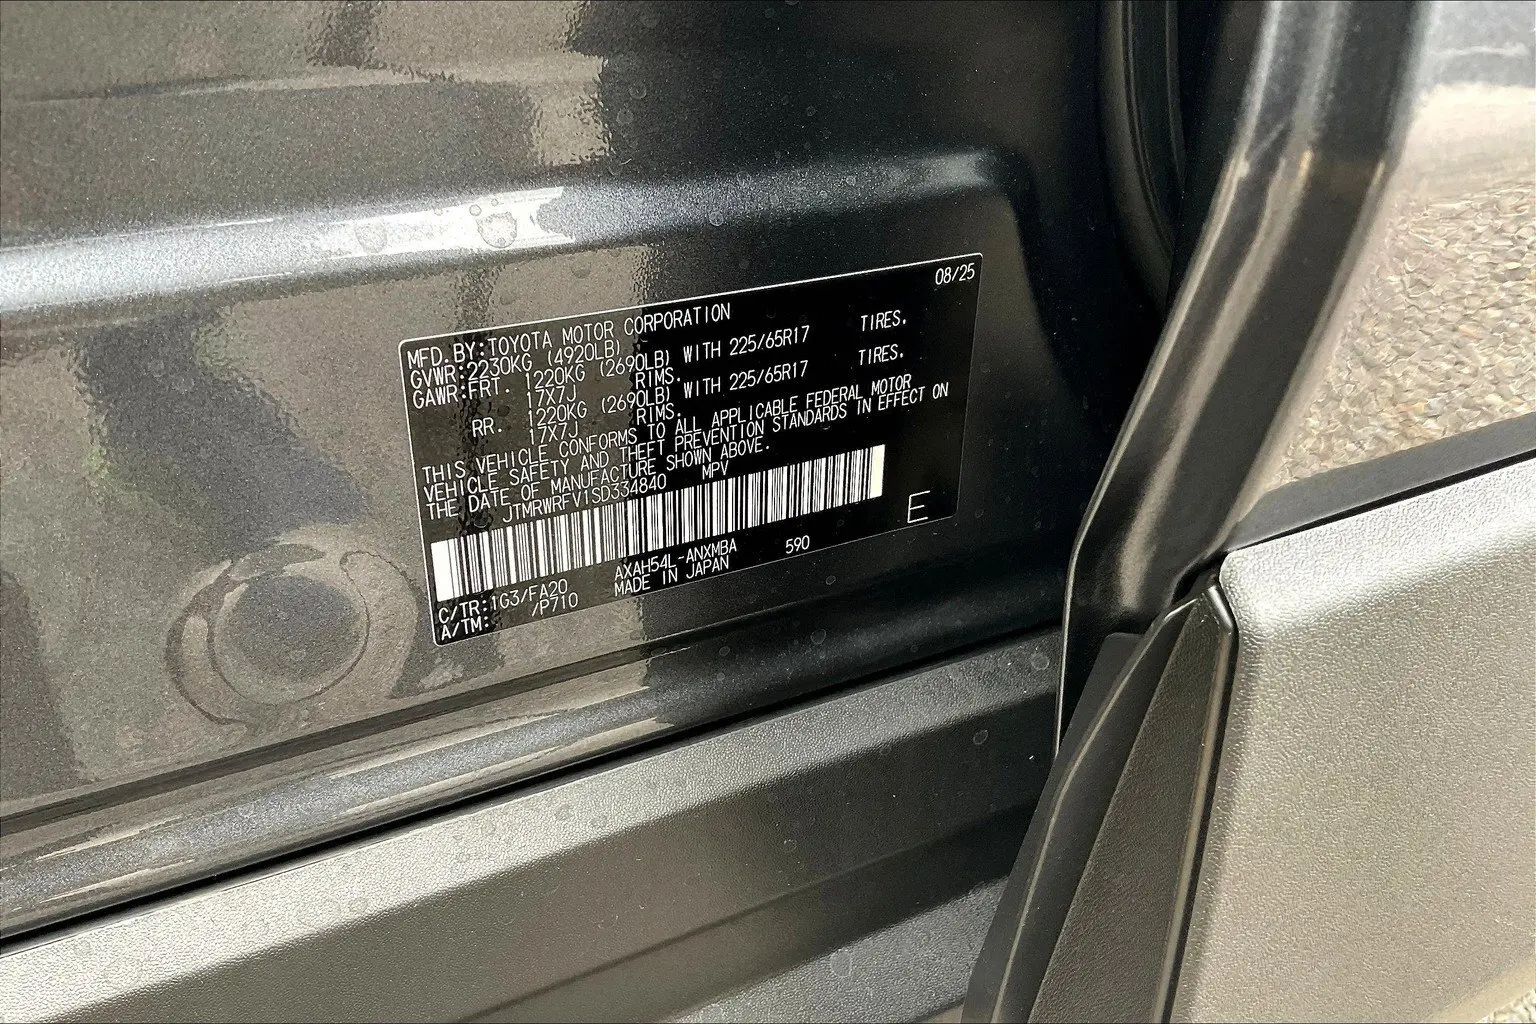 08/25
MFD.BY:TOYOTA MOTOR CORPORATION
GVWR:2230KG (4920LB)
GAWR:FRT. 1220KG (2690LB) WITH 225/65R17 TIRES.
17X7J RIMS.
RR. 1220KG (2690LB) WITH 225/65R17 TIRES.
17X7J RIMS.
THIS VEHICLE CONFORMS TO ALL APPLICABLE FEDERAL MOTOR
VEHICLE SAFETY AND THEFT PREVENTION STANDARDS IN EFFECT ON
THE DATE OF MANUFACTURE SHOWN ABOVE.
JTMRWRFV1SD334840 MPV
E
C/TR:1G3/FA20 AXAH54L-ANXMBA 590
A/TM: /P710 MADE IN JAPAN